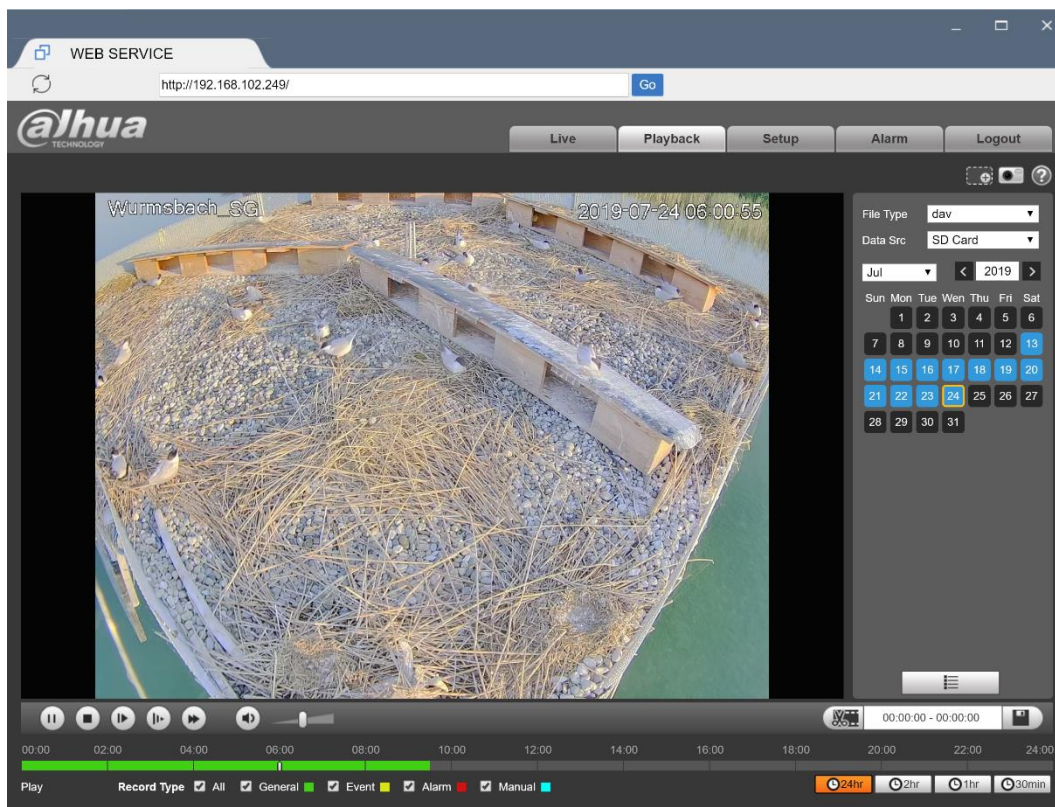 WEB SERVICE
http://192.168.102.249/ Go
alhua
TECHNOLOGY
Live Playback Setup Alarm Logout
Wurmsbach_SG 2019-07-24 06:00:55
File Type dav
Data Src SD Card
Jul 2019
Sun Mon Tue Wen Thu Fri Sat
1 2 3 4 5 6
7 8 9 10 11 12 13
14 15 16 17 18 19 20
21 22 23 24 25 26 27
28 29 30 31
00:00:00 - 00:00:00
00:00 02:00 04:00 06:00 08:00 10:00 12:00 14:00 16:00 18:00 20:00 22:00 24:00
Play Record Type All General Event Alarm Manual 24hr 2hr 1hr 30min